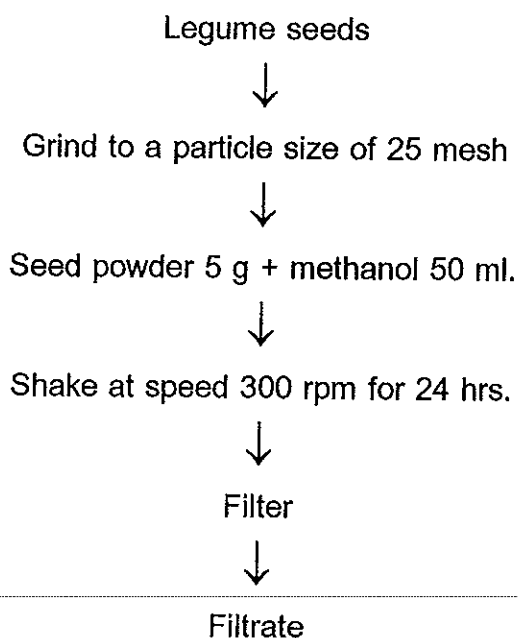 Legume seeds
↓
Grind to a particle size of 25 mesh
↓
Seed powder 5 g + methanol 50 ml.
↓
Shake at speed 300 rpm for 24 hrs.
↓
Filter
↓
Filtrate